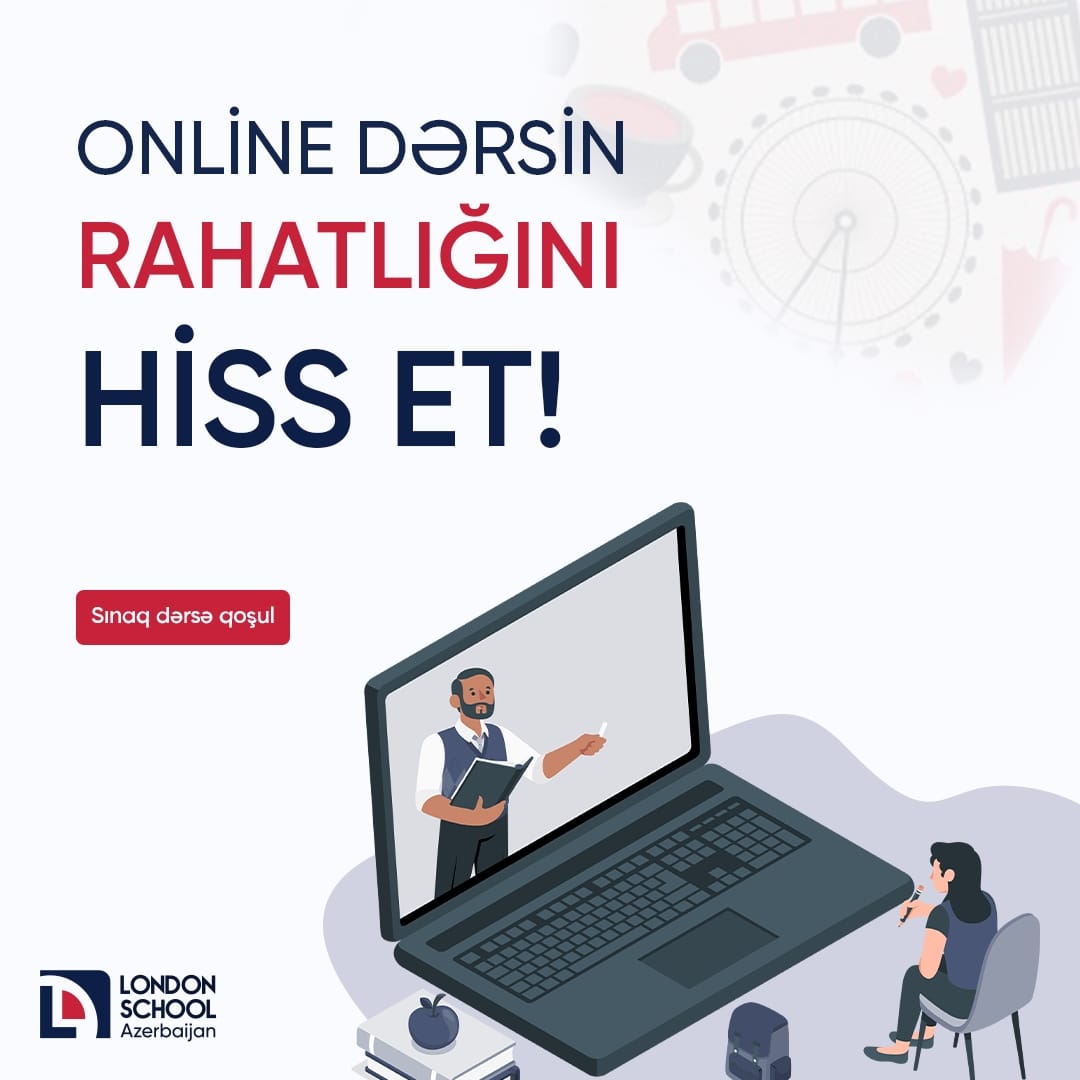 ONLİNE DƏRSİN
RAHATLIĞINI
HİSS ET!
Sınaq dərsə qoşul
LONDON
SCHOOL
Azerbaijan